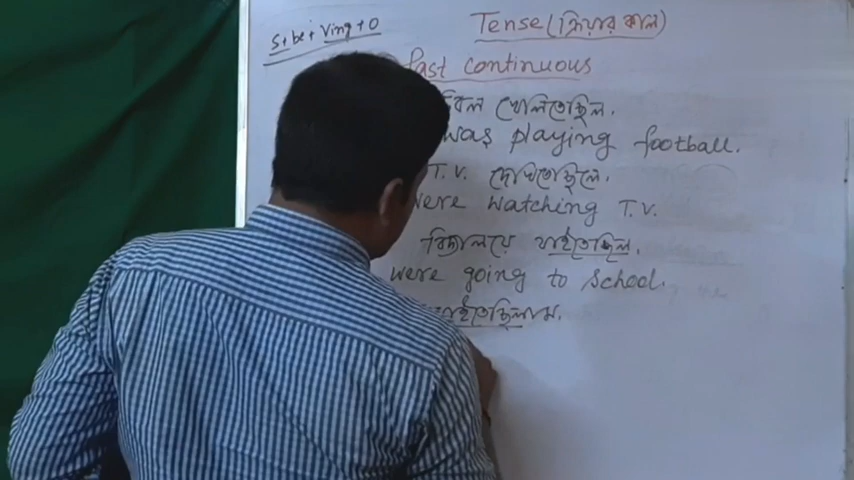 Tense (ক্রিয়ার কাল)
S+be+Ving+O
Past continuous
খেলিতেছিল.
was playing football.
T.V. দেখিতেছিলে.
were watching T.V.
বিদ্যালয়ে যাইতেছিল.
were going to School.
যাইতেছিলাম.